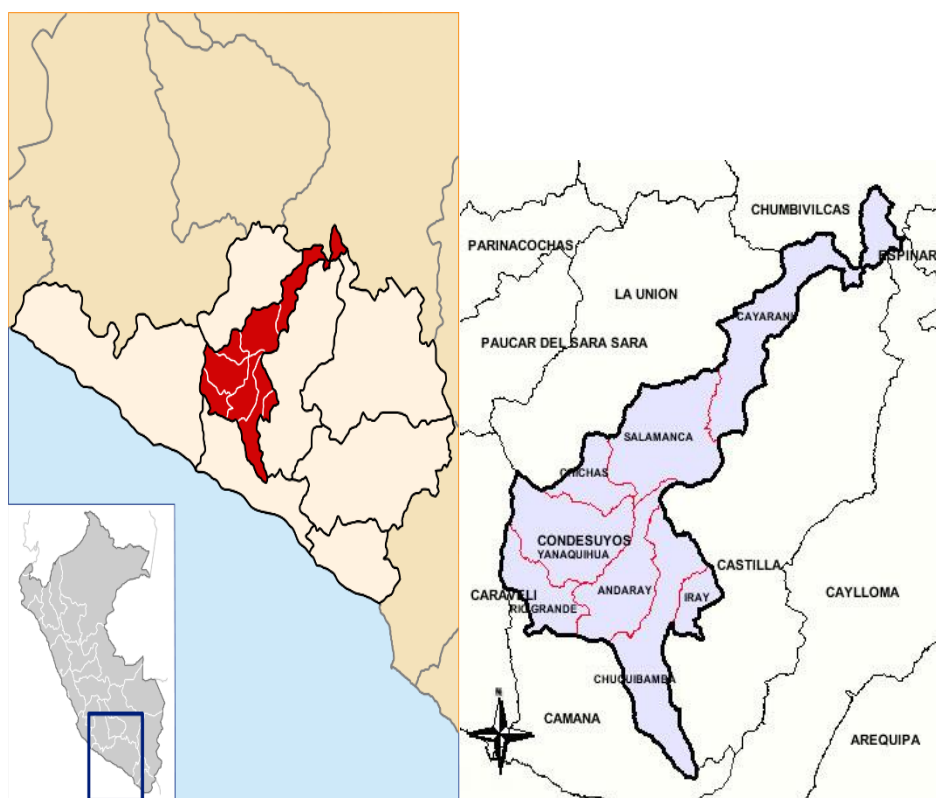 CHUMBIVILCAS
PARINACOCHAS
ESPINAR
LA UNION
CAYARANI
PAUCAR DEL SARA SARA
SALAMANCA
CHICHAS
CONDESUYOS
YANAQUIHUA
CASTILLA
ANDARAY
CARAVELI
IRAY
CAYLLOMA
RIO GRANDE
CHUQUIBAMBA
N
CAMANA
AREQUIPA